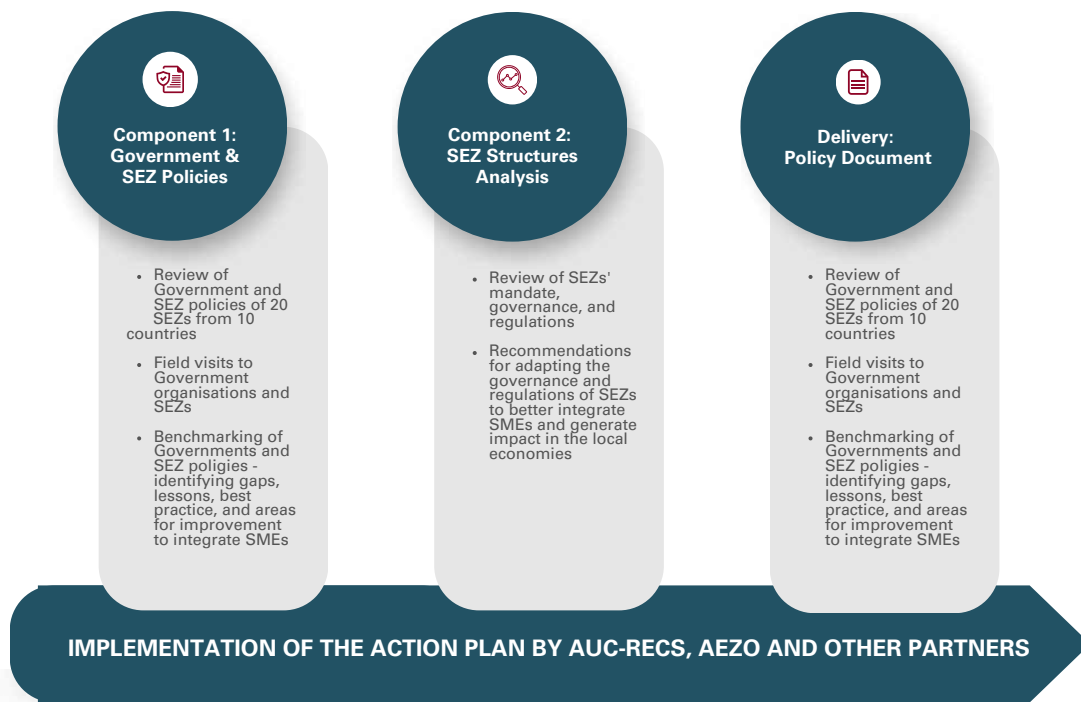 Component 1:
Government &
SEZ Policies
• Review of
Government and
SEZ policies of 20
SEZs from 10
countries
• Field visits to
Government
organisations and
SEZs
• Benchmarking of
Governments and
SEZ poligies -
identifying gaps,
lessons, best
practice, and areas
for improvement
to integrate SMEs
Component 2:
SEZ Structures
Analysis
• Review of SEZs'
mandate,
governance, and
regulations
• Recommendations
for adapting the
governance and
regulations of SEZs
to better integrate
SMEs and generate
impact in the local
economies
Delivery:
Policy Document
• Review of
Government and
SEZ policies of 20
SEZs from 10
countries
• Field visits to
Government
organisations and
SEZs
• Benchmarking of
Governments and
SEZ poligies -
identifying gaps,
lessons, best
practice, and areas
for improvement
to integrate SMEs
IMPLEMENTATION OF THE ACTION PLAN BY AUC-RECS, AEZO AND OTHER PARTNERS